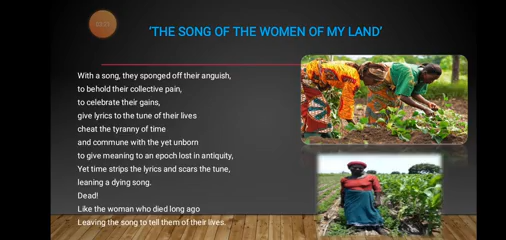 'THE SONG OF THE WOMEN OF MY LAND'
With a song, they sponged off their anguish,
to behold their collective pain,
to celebrate their gains,
give lyrics to the tune of their lives
cheat the tyranny of time
and commune with the yet unborn
to give meaning to an epoch lost in antiquity,
Yet time strips the lyrics and scars the tune,
leaning a dying song.
Dead!
Like the woman who died long ago
Leaving the song to tell them of their lives.